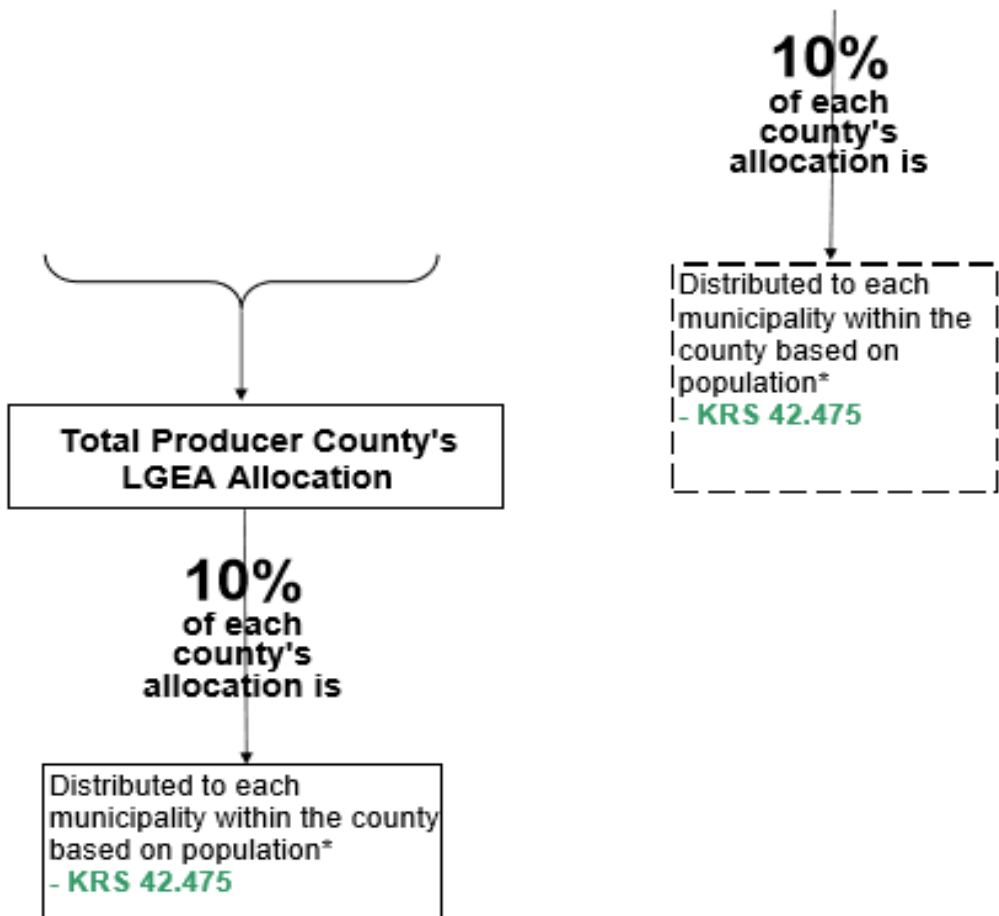 10%
of each
county's
allocation is
Distributed to each
municipality within the
county based on
population*
- KRS 42.475
Total Producer County's
LGEA Allocation
10%
of each
county's
allocation is
Distributed to each
municipality within the county
based on population*
- KRS 42.475